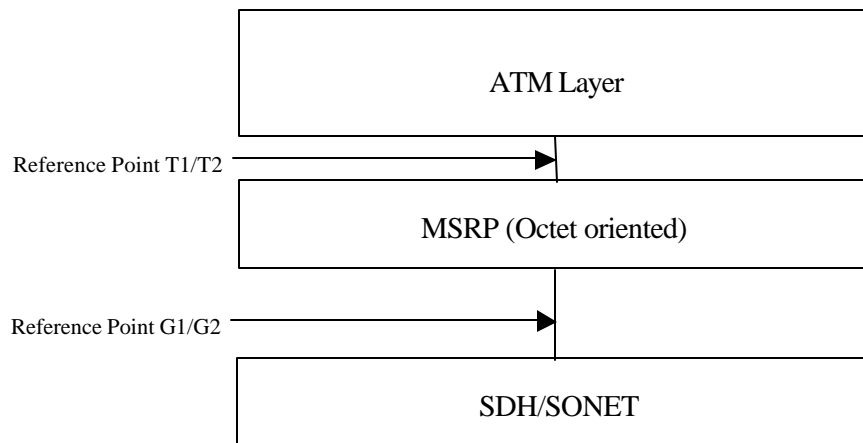 ATM Layer
Reference Point T1/T2
MSRP (Octet oriented)
Reference Point G1/G2
SDH/SONET